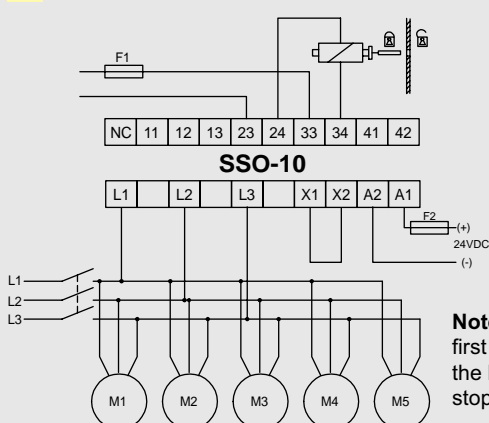 F1
NC 11 12 13 23 24 33 34 41 42
SSO-10
L1 L2 L3 X1 X2 A2 A1
F2
(+)
24VDC
(-)
L1
L2
L3
Note
first
the
stop
M1 M2 M3 M4 M5